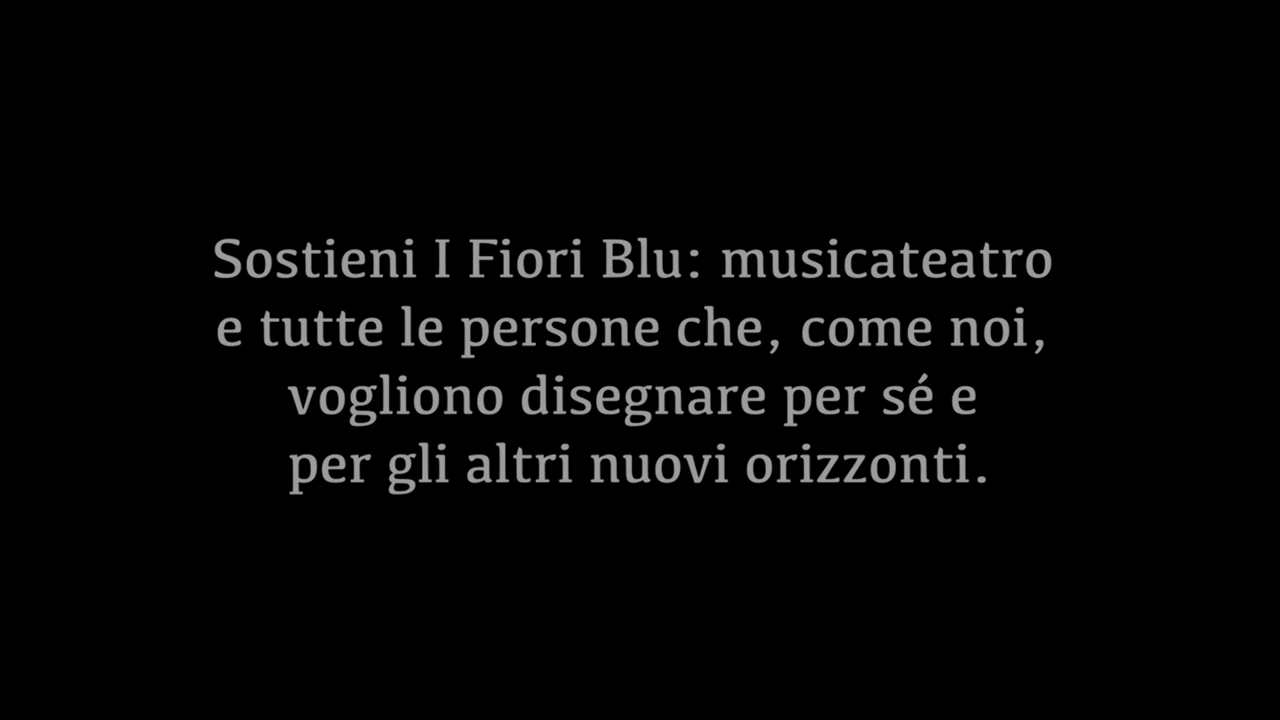 Sostieni I Fiori Blu: musicateatro
e tutte le persone che, come noi,
vogliono disegnare per sé e
per gli altri nuovi orizzonti.